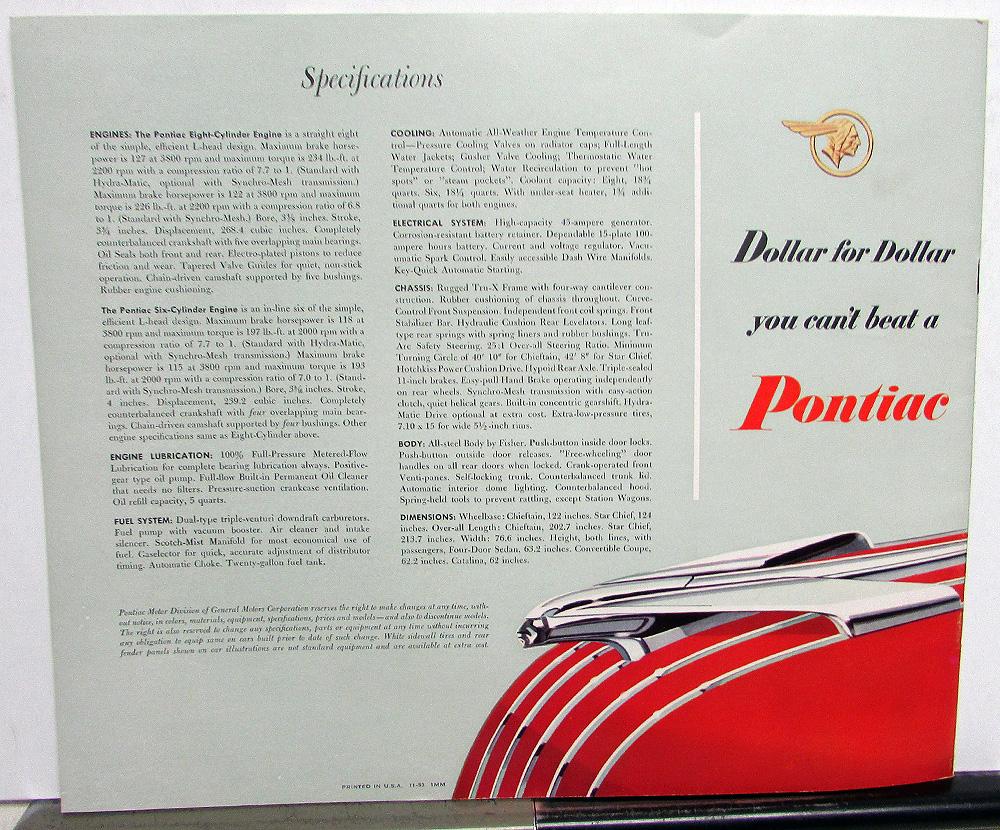 Specifications
ENGINES: The Pontiac Eight-Cylinder Engine is a straight eight
of the simple, efficient L-head design. Maximum brake horse-
power is 127 at 3800 rpm and maximum torque is 234 lb.-ft. at
2200 rpm with a compression ratio of 7.7 to 1. (Standard with
Hydra-Matic, optional with Synchro-Mesh transmission.)
Maximum brake horsepower is 122 at 3800 rpm and maximum
torque is 226 lb.-ft. at 2200 rpm with a compression ratio of 6.8
to 1. (Standard with Synchro-Mesh.) Bore, 3⅜ inches. Stroke,
3¾ inches. Displacement, 268.4 cubic inches. Completely
counterbalanced crankshaft with five overlapping main bearings.
Oil Seals both front and rear. Electro-plated pistons to reduce
friction and wear. Tapered Valve Guides for quiet, non-stick
operation. Chain-driven camshaft supported by five bushings.
Rubber engine cushioning.
The Pontiac Six-Cylinder Engine is an in-line six of the simple,
efficient L-head design. Maximum brake horsepower is 118 at
3800 rpm and maximum torque is 197 lb.-ft. at 2000 rpm with a
compression ratio of 7.7 to 1. (Standard with Hydra-Matic,
optional with Synchro-Mesh transmission.) Maximum brake
horsepower is 115 at 3800 rpm and maximum torque is 193
lb.-ft. at 2000 rpm with a compression ratio of 7.0 to 1. (Stand-
ard with Synchro-Mesh transmission.) Bore, 3⁹⁄₁₆ inches. Stroke,
4 inches. Displacement, 239.2 cubic inches. Completely
counterbalanced crankshaft with four overlapping main bear-
ings. Chain-driven camshaft supported by four bushings. Other
engine specifications same as Eight-Cylinder above.
ENGINE LUBRICATION: 100% Full-Pressure Metered-Flow
Lubrication for complete bearing lubrication always. Positive-
gear type oil pump. Full-flow Built-in Permanent Oil Cleaner
that needs no filters. Pressure-suction crankcase ventilation.
Oil refill capacity, 5 quarts.
FUEL SYSTEM: Dual-type triple-venturi downdraft carburetors.
Fuel pump with vacuum booster. Air cleaner and intake
silencer. Scotch-Mist Manifold for most economical use of
fuel. Gaselector for quick, accurate adjustment of distributor
timing. Automatic Choke. Twenty-gallon fuel tank.
COOLING: Automatic All-Weather Engine Temperature Con-
trol—Pressure Cooling Valves on radiator caps; Full-Length
Water Jackets; Gusher Valve Cooling; Thermostatic Water
Temperature Control; Water Recirculation to prevent "hot
spots" or "steam pockets". Coolant capacity: Eight, 18¾
quarts. Six, 18¼ quarts. With under-seat heater, 1¾ addi-
tional quarts for both engines.
ELECTRICAL SYSTEM: High-capacity 45-ampere generator.
Corrosion-resistant battery retainer. Dependable 15-plate 100-
ampere hours battery. Current and voltage regulator. Vacu-
umatic Spark Control. Easily accessible Dash Wire Manifolds.
Key-Quick Automatic Starting.
CHASSIS: Rugged Tru-X Frame with four-way cantilever con-
struction. Rubber cushioning of chassis throughout. Curve-
Control Front Suspension. Independent front coil springs. Front
Stabilizer Bar. Hydraulic Cushion Rear Levelators. Long leaf-
type rear springs with spring liners and rubber bushings. Tru-
Arc Safety Steering. 25:1 Over-all Steering Ratio. Minimum
Turning Circle of 40' 10" for Chieftain, 42' 8" for Star Chief.
Hotchkiss Power Cushion Drive. Hypoid Rear Axle. Triple-sealed
11-inch brakes. Easy-pull Hand Brake operating independently
on rear wheels. Synchro-Mesh transmission with easy-action
clutch, quiet helical gears. Built-in concentric gearshift. Hydra-
Matic Drive optional at extra cost. Extra-low-pressure tires,
7.10 x 15 for wide 5½-inch rims.
BODY: All-steel Body by Fisher. Push-button inside door locks.
Push-button outside door releases. "Free-wheeling" door
handles on all rear doors when locked. Crank-operated front
Venti-panes. Self-locking trunk. Counterbalanced trunk lid.
Automatic interior dome lighting. Counterbalanced hood.
Spring-held tools to prevent rattling, except Station Wagons.
DIMENSIONS: Wheelbase: Chieftain, 122 inches. Star Chief, 124
inches. Over-all Length: Chieftain, 202.7 inches. Star Chief,
213.7 inches. Width: 76.6 inches. Height, both lines, with
passengers, Four-Door Sedan, 63.2 inches. Convertible Coupe,
62.2 inches. Catalina, 62 inches.
Pontiac Motor Division of General Motors Corporation reserves the right to make changes at any time, with-
out notice, in colors, materials, equipment, specifications, prices and models—and also to discontinue models.
The right is also reserved to change any specifications, parts or equipment at any time without incurring
any obligation to equip same on cars built prior to date of such change. White sidewall tires and rear
fender panels shown on car illustrations are not standard equipment and are available at extra cost.
PRINTED IN U.S.A. 11-53 1MM
Dollar for Dollar
you can't beat a
Pontiac